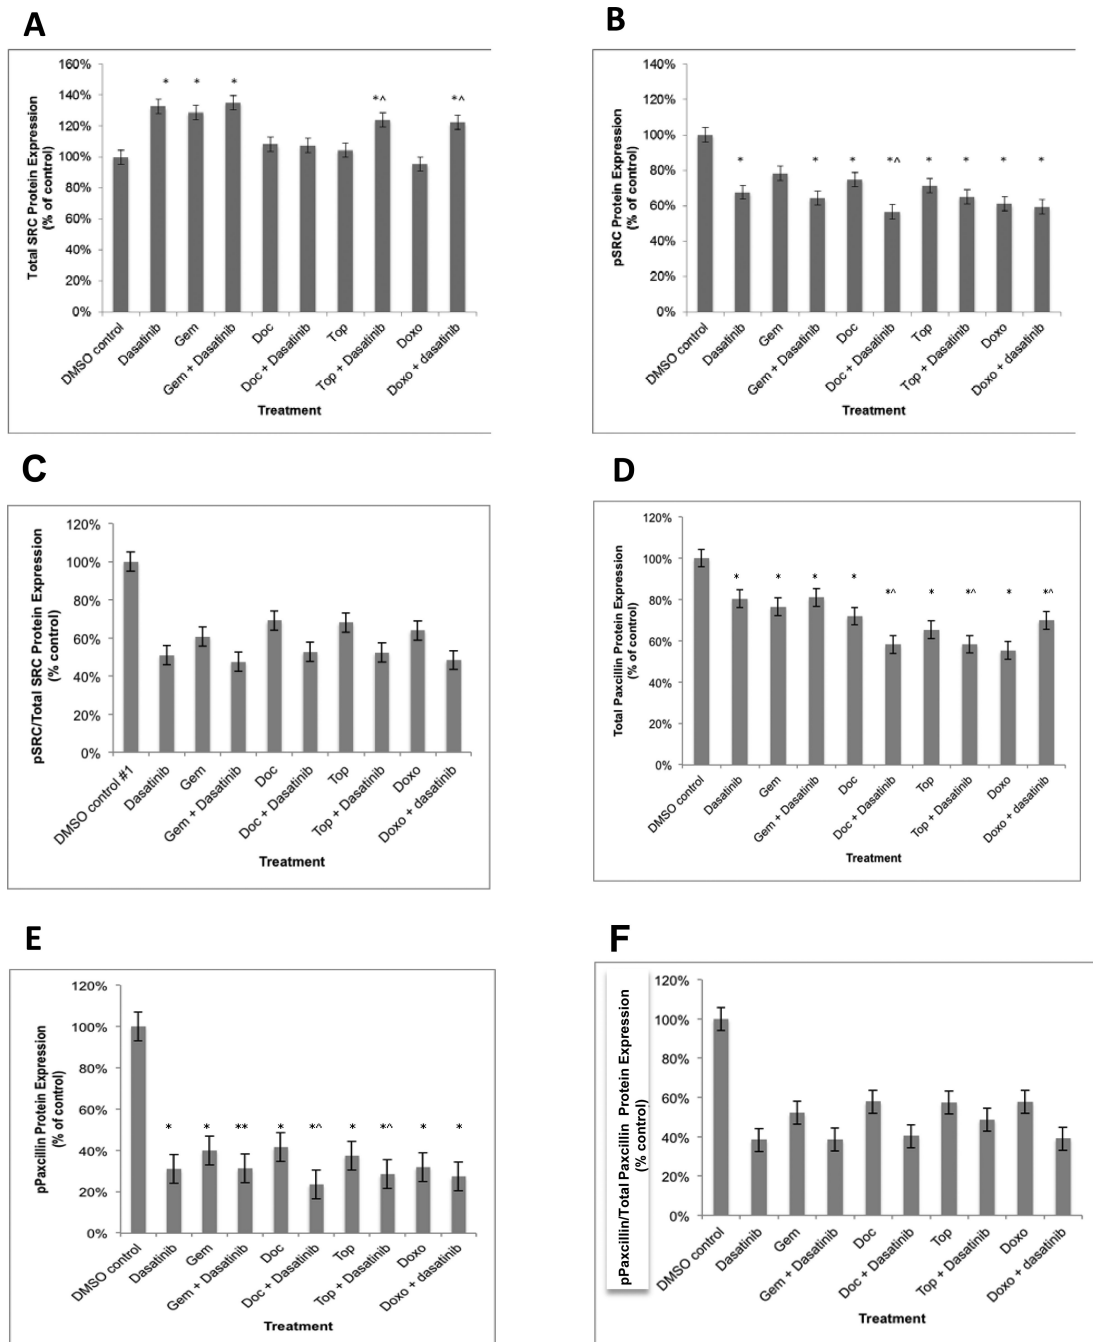 A
160%
140%
120%
100%
80%
60%
40%
20%
0%
Total SRC Protein Expression
(% of control)
* * * *^ *^
DMSO control
Dasatinib
Gem
Gem + Dasatinib
Doc
Doc + Dasatinib
Top
Top + Dasatinib
Doxo
Doxo + dasatinib
Treatment
B
140%
120%
100%
80%
60%
40%
20%
0%
pSRC Protein Expression
(% of control)
* * * *^ * * * *
DMSO control
Dasatinib
Gem
Gem + Dasatinib
Doc
Doc + Dasatinib
Top
Top + Dasatinib
Doxo
Doxo + dasatinib
Treatment
C
120%
100%
80%
60%
40%
20%
0%
pSRC/Total SRC Protein Expression
(% control)
DMSO control #1
Dasatinib
Gem
Gem + Dasatinib
Doc
Doc + Dasatinib
Top
Top + Dasatinib
Doxo
Doxo + dasatinib
Treatment
D
120%
100%
80%
60%
40%
20%
0%
Total Paxcillin Protein Expression
(% of control)
* * * * *^ * *^ * *^
DMSO control
Dasatinib
Gem
Gem + Dasatinib
Doc
Doc + Dasatinib
Top
Top + Dasatinib
Doxo
Doxo + dasatinib
Treatment
E
120%
100%
80%
60%
40%
20%
0%
pPaxcillin Protein Expression
(% of control)
* * ** * *^ * *^ * *
DMSO control
Dasatinib
Gem
Gem + Dasatinib
Doc
Doc + Dasatinib
Top
Top + Dasatinib
Doxo
Doxo + dasatinib
Treatment
F
120%
100%
80%
60%
40%
20%
0%
pPaxcillin/Total Paxcillin Protein Expression
(% control)
DMSO control
Dasatinib
Gem
Gem + Dasatinib
Doc
Doc + Dasatinib
Top
Top + Dasatinib
Doxo
Doxo + dasatinib
Treatment